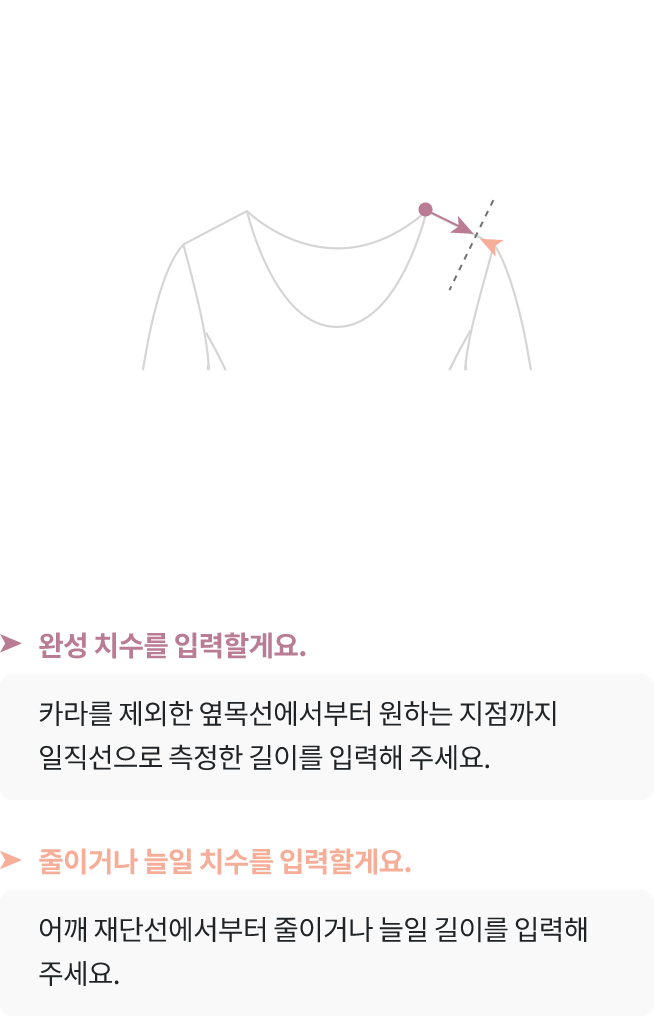 완성 치수를 입력할게요.
카라를 제외한 옆목선에서부터 원하는 지점까지
일직선으로 측정한 길이를 입력해 주세요.
줄이거나 늘일 치수를 입력할게요.
어깨 재단선에서부터 줄이거나 늘일 길이를 입력해
주세요.